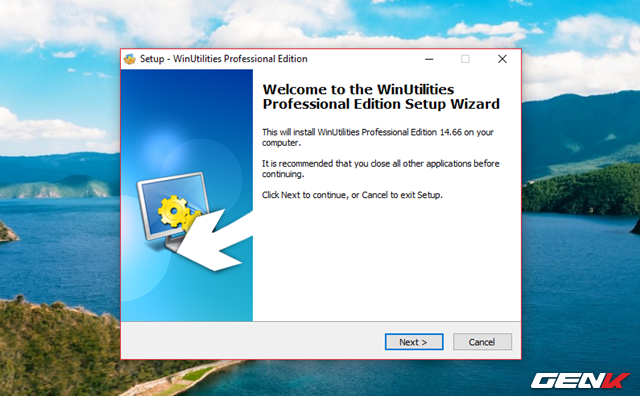 Setup - WinUtilities Professional Edition
Welcome to the WinUtilities
Professional Edition Setup Wizard
This will install WinUtilities Professional Edition 14.66 on your
computer.
It is recommended that you close all other applications before
continuing.
Click Next to continue, or Cancel to exit Setup.
Next >
Cancel
GENK